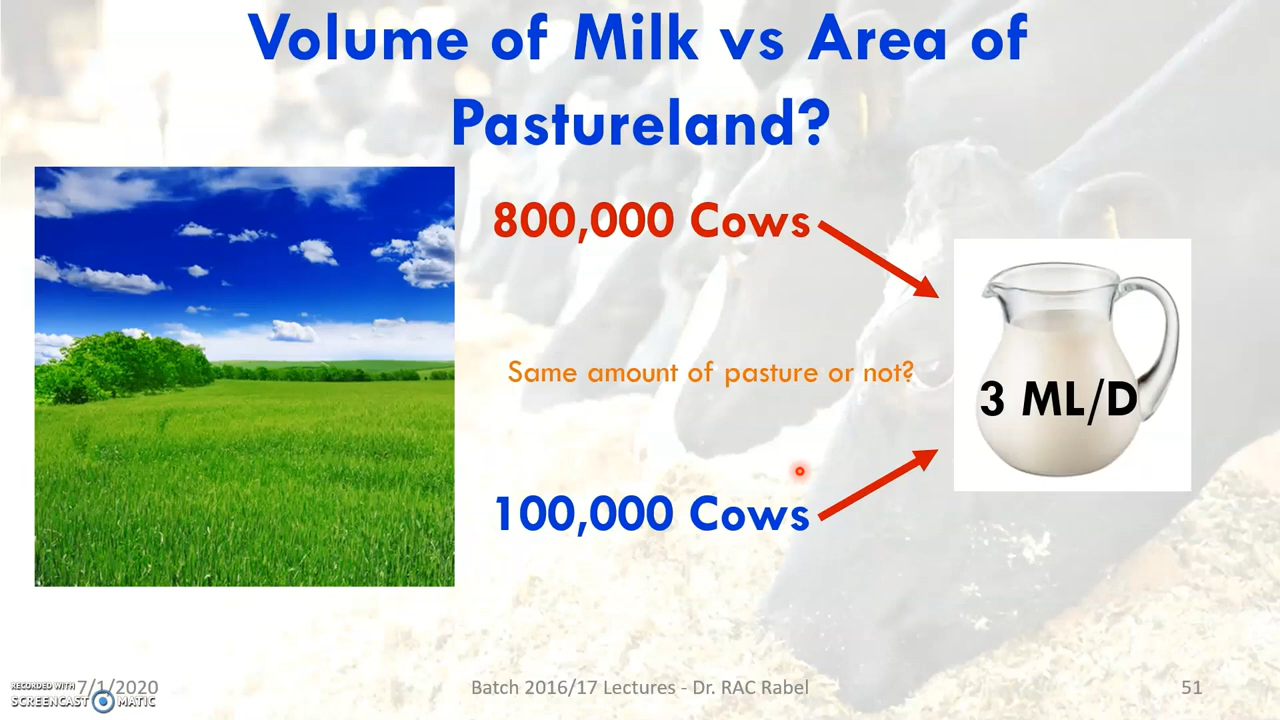 Volume of Milk vs Area of
Pastureland?
800,000 Cows
Same amount of pasture or not?
3 ML/D
100,000 Cows
RECORDED WITH
SCREENCAST MATIC
7/1/2020
Batch 2016/17 Lectures - Dr. RAC Rabel
51